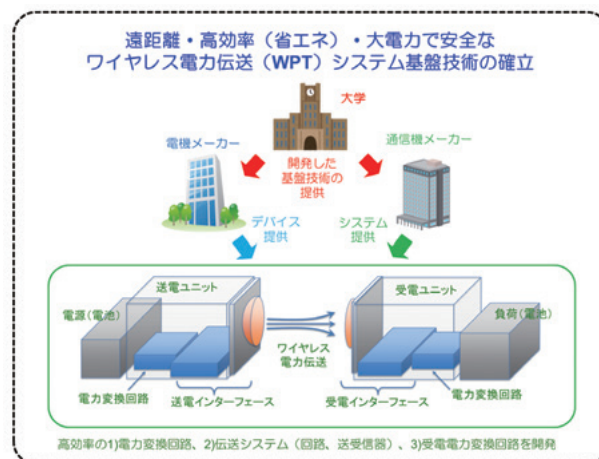 遠距離・高効率（省エネ）・大電力で安全な
ワイヤレス電力伝送（WPT）システム基盤技術の確立
大学
電機メーカー
通信機メーカー
開発した
基盤技術の
提供
デバイス
提供
システム
提供
送電ユニット
受電ユニット
電源(電池)
負荷(電池)
ワイヤレス
電力伝送
電力変換回路
送電インターフェース
受電インターフェース
電力変換回路
高効率の1)電力変換回路、2)伝送システム（回路、送受信器）、3)受電電力変換回路を開発